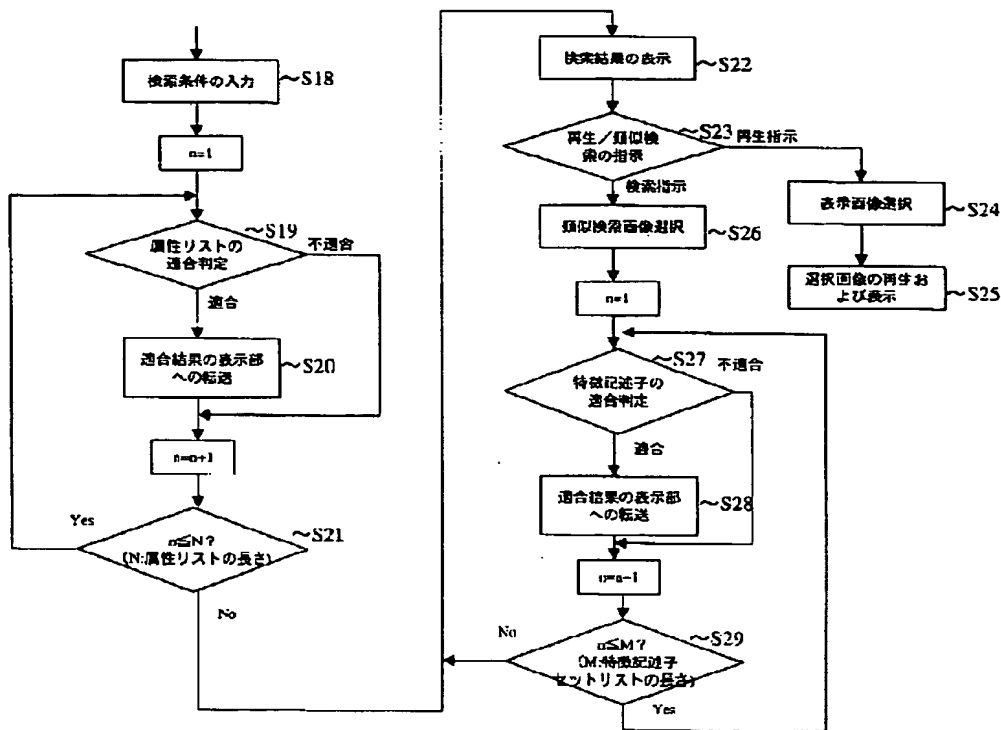 検索条件の入力
S18
n=1
S19
属性リストの
適合判定
不適合
適合
適合結果の表示部
への転送
S20
n=n+1
Yes
n≦N?
(N:属性リストの長さ)
S21
No
検索結果の表示
S22
再生/類似検
索の指示
S23
再生指示
検索指示
表示画像選択
S24
選択画像の再生お
よび表示
S25
類似検索画像選択
S26
n=1
S27
特徴記述子の
適合判定
不適合
適合
適合結果の表示部
への転送
S28
n=n-1
No
n≦M?
(M:特徴記述子
セットリストの長さ)
S29
Yes